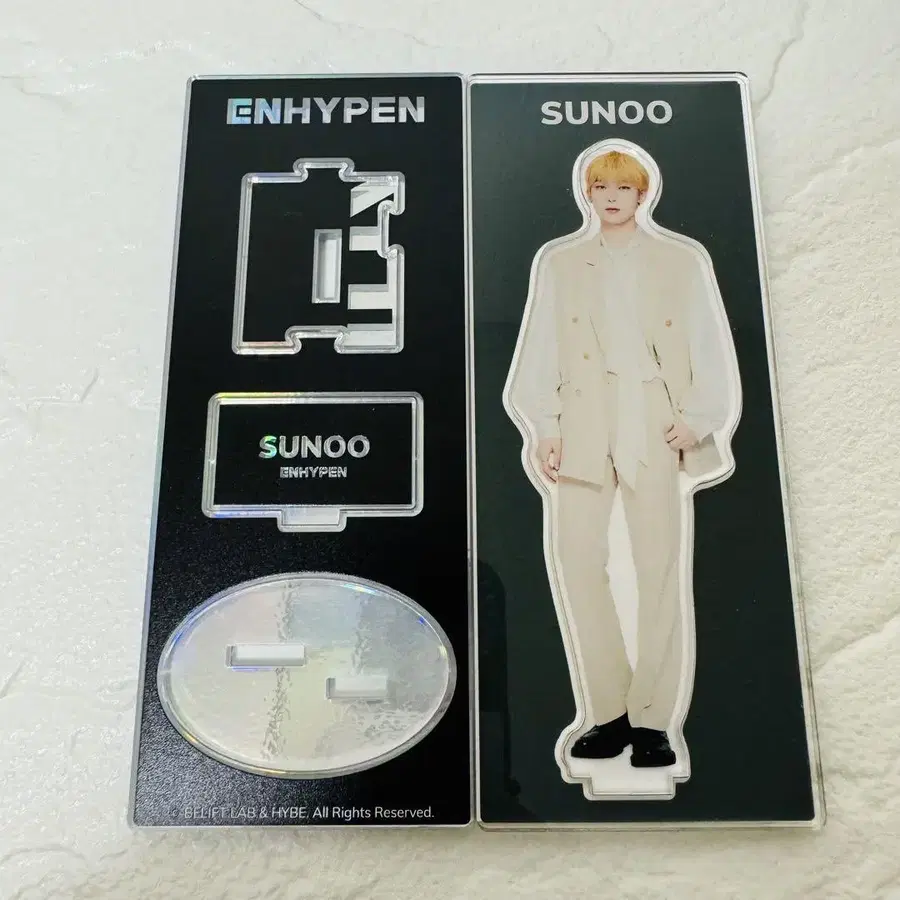 ENHYPEN
SUNOO
SUNOO
ENHYPEN
© BELIFT LAB & HYBE. All Rights Reserved.